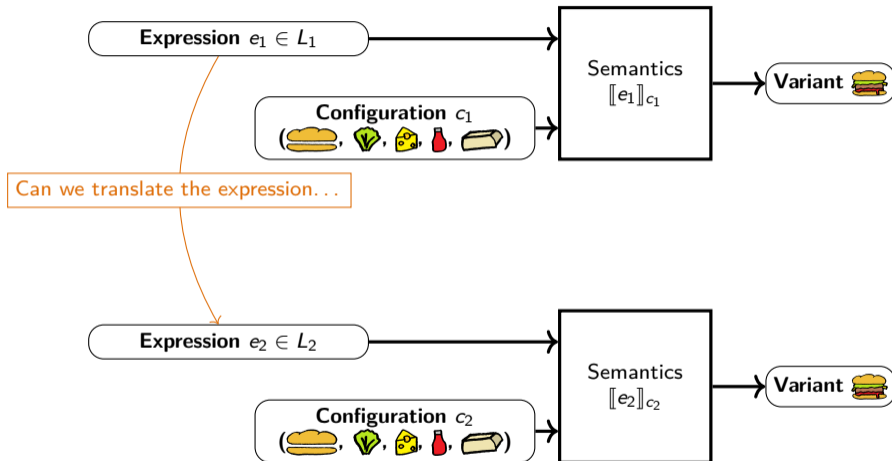 Expression e₁ ∈ L₁
Semantics
⟦e₁⟧c₁
Variant
Configuration c₁
( , , , , )
Can we translate the expression...
Expression e₂ ∈ L₂
Semantics
⟦e₂⟧c₂
Variant
Configuration c₂
( , , , , )